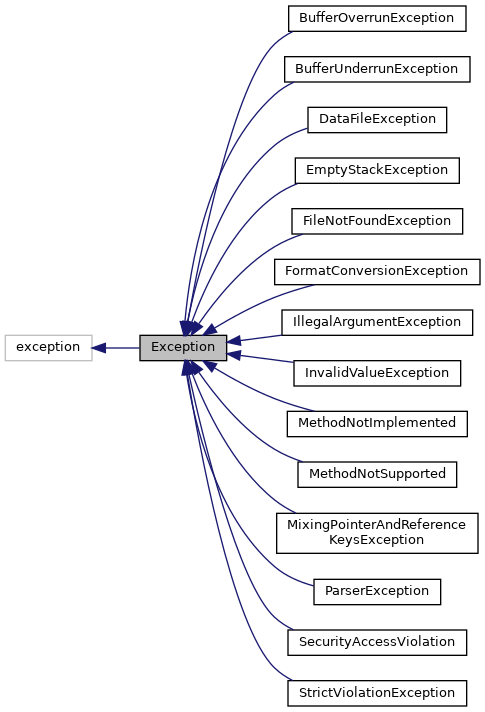 BufferOverrunException
BufferUnderrunException
DataFileException
EmptyStackException
FileNotFoundException
FormatConversionException
IllegalArgumentException
exception
Exception
InvalidValueException
MethodNotImplemented
MethodNotSupported
MixingPointerAndReference
KeysException
ParserException
SecurityAccessViolation
StrictViolationException